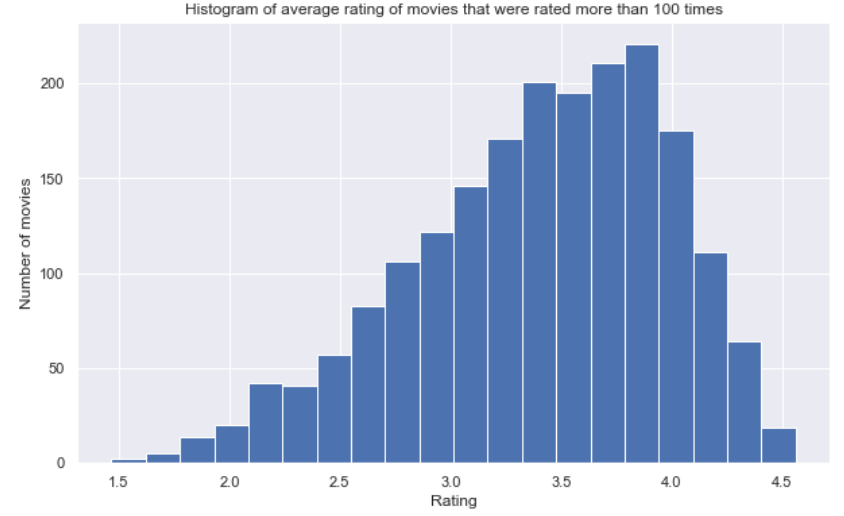 Histogram of average rating of movies that were rated more than 100 times
Number of movies
200
150
100
50
0
1.5 2.0 2.5 3.0 3.5 4.0 4.5
Rating